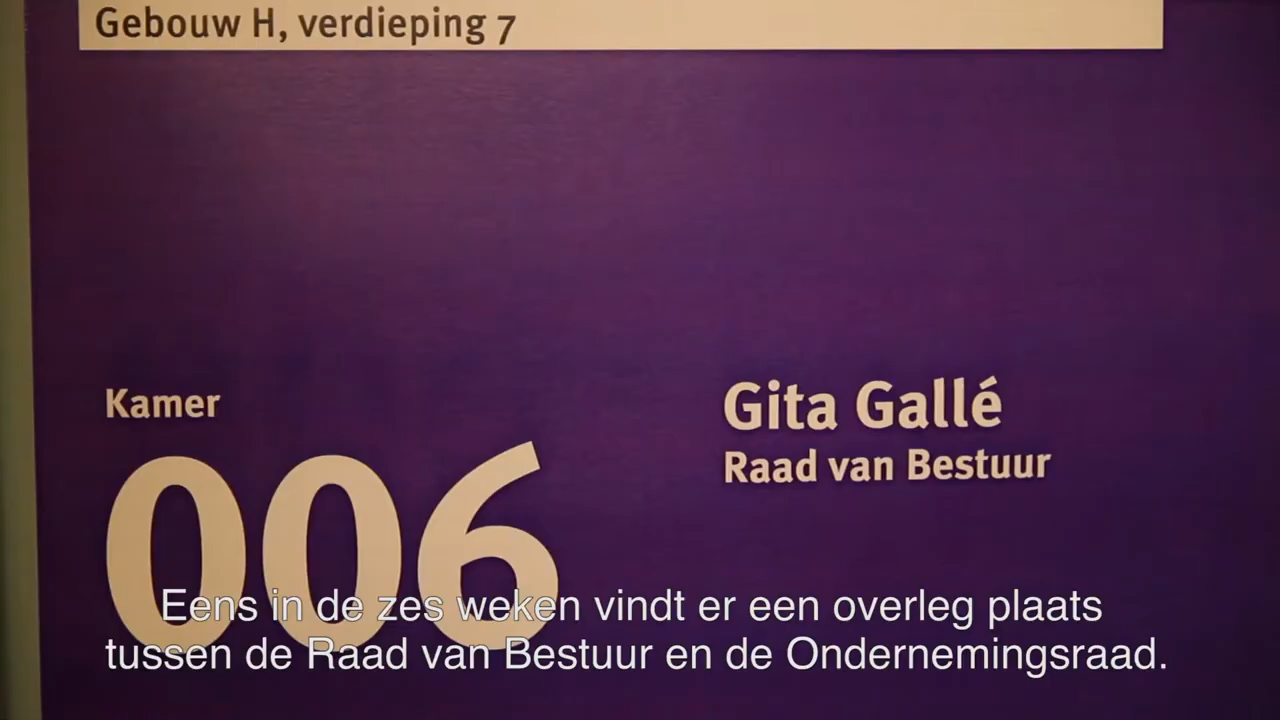 Gebouw H, verdieping 7
Kamer
006
Gita Gallé
Raad van Bestuur
Eens in de zes weken vindt er een overleg plaats
tussen de Raad van Bestuur en de Ondernemingsraad.